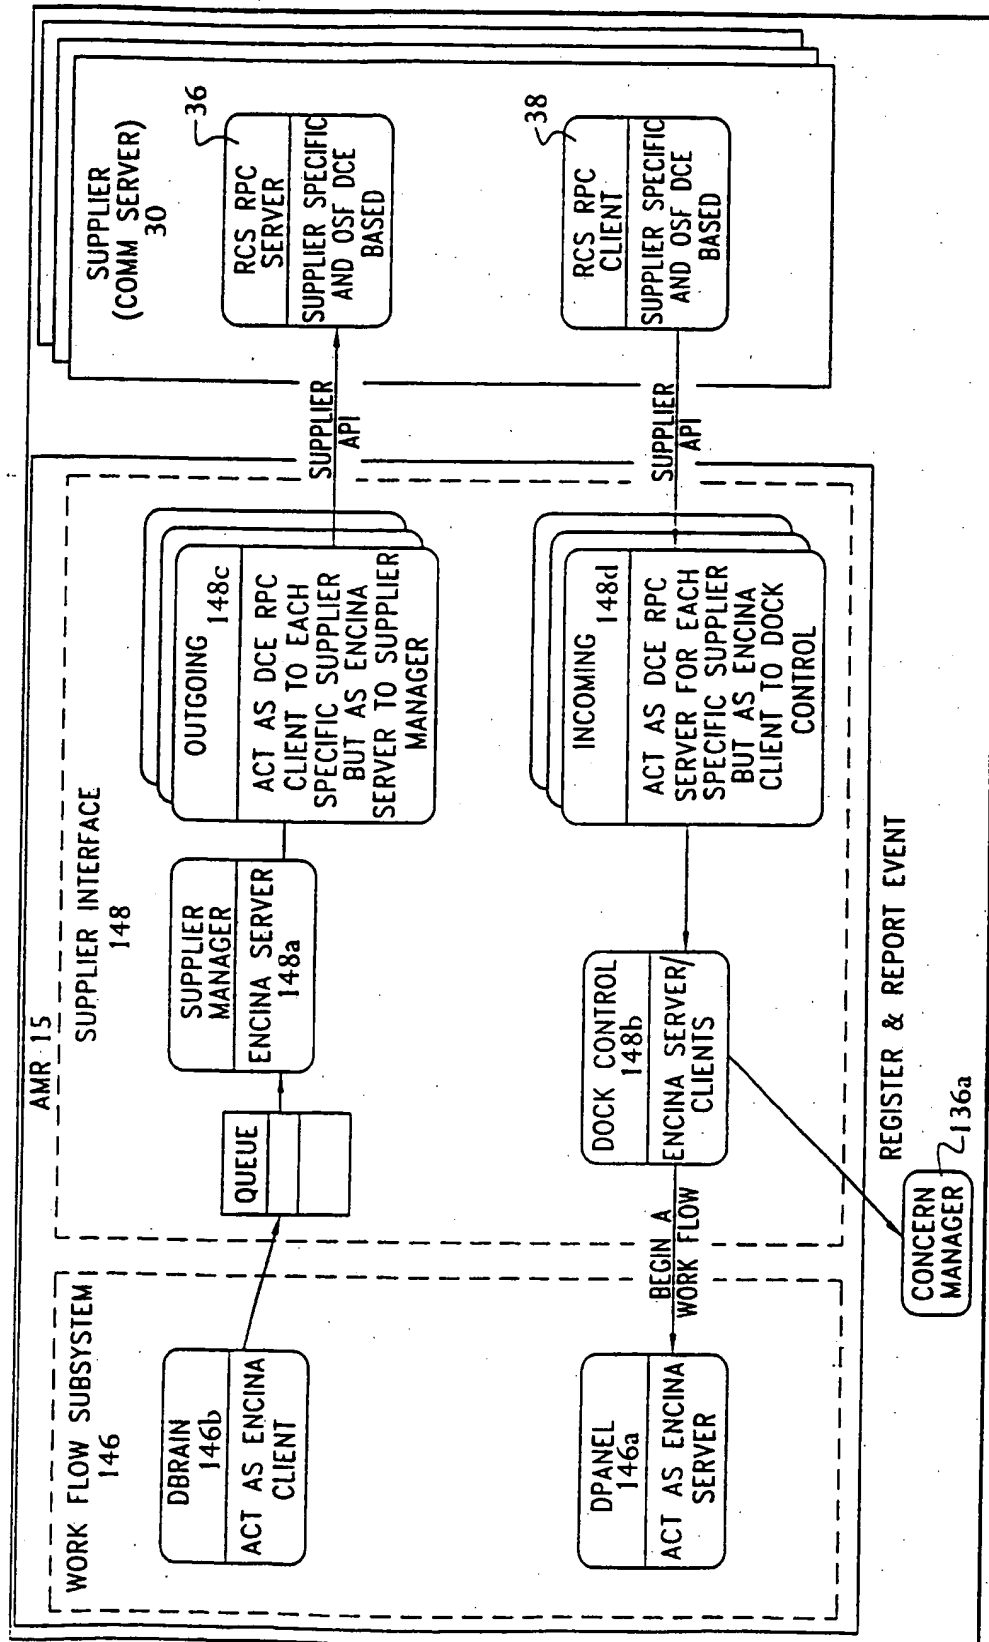 AMR 15
WORK FLOW SUBSYSTEM
146
DBRAIN
146b
ACT AS ENCINA
CLIENT
DPANEL
146a
ACT AS ENCINA
SERVER
SUPPLIER INTERFACE
148
QUEUE
SUPPLIER
MANAGER
ENCINA SERVER
148a
OUTGOING
148c
ACT AS DCE RPC
CLIENT TO EACH
SPECIFIC SUPPLIER
BUT AS ENCINA
SERVER TO SUPPLIER
MANAGER
BEGIN A
WORK FLOW
DOCK CONTROL
148b
ENCINA SERVER/
CLIENTS
INCOMING
148d
ACT AS DCE RPC
SERVER FOR EACH
SPECIFIC SUPPLIER
BUT AS ENCINA
CLIENT TO DOCK
CONTROL
SUPPLIER
API
SUPPLIER
API
SUPPLIER
(COMM SERVER)
30
RCS RPC
SERVER
SUPPLIER SPECIFIC
AND OSF DCE
BASED
36
RCS RPC
CLIENT
SUPPLIER SPECIFIC
AND OSF DCE
BASED
38
REGISTER & REPORT EVENT
CONCERN
MANAGER
136a